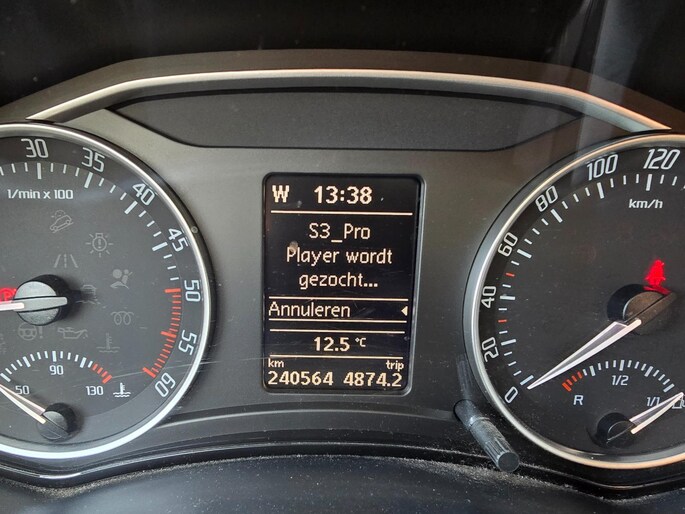 30
35
40
45
50
55
60
1/min x 100
50
90
130
W 13:38
S3_Pro
Player wordt
gezocht...
Annuleren
12.5 °C
km trip
240564 4874.2
0
20
40
60
80
100
120
km/h
R
1/2
1/1